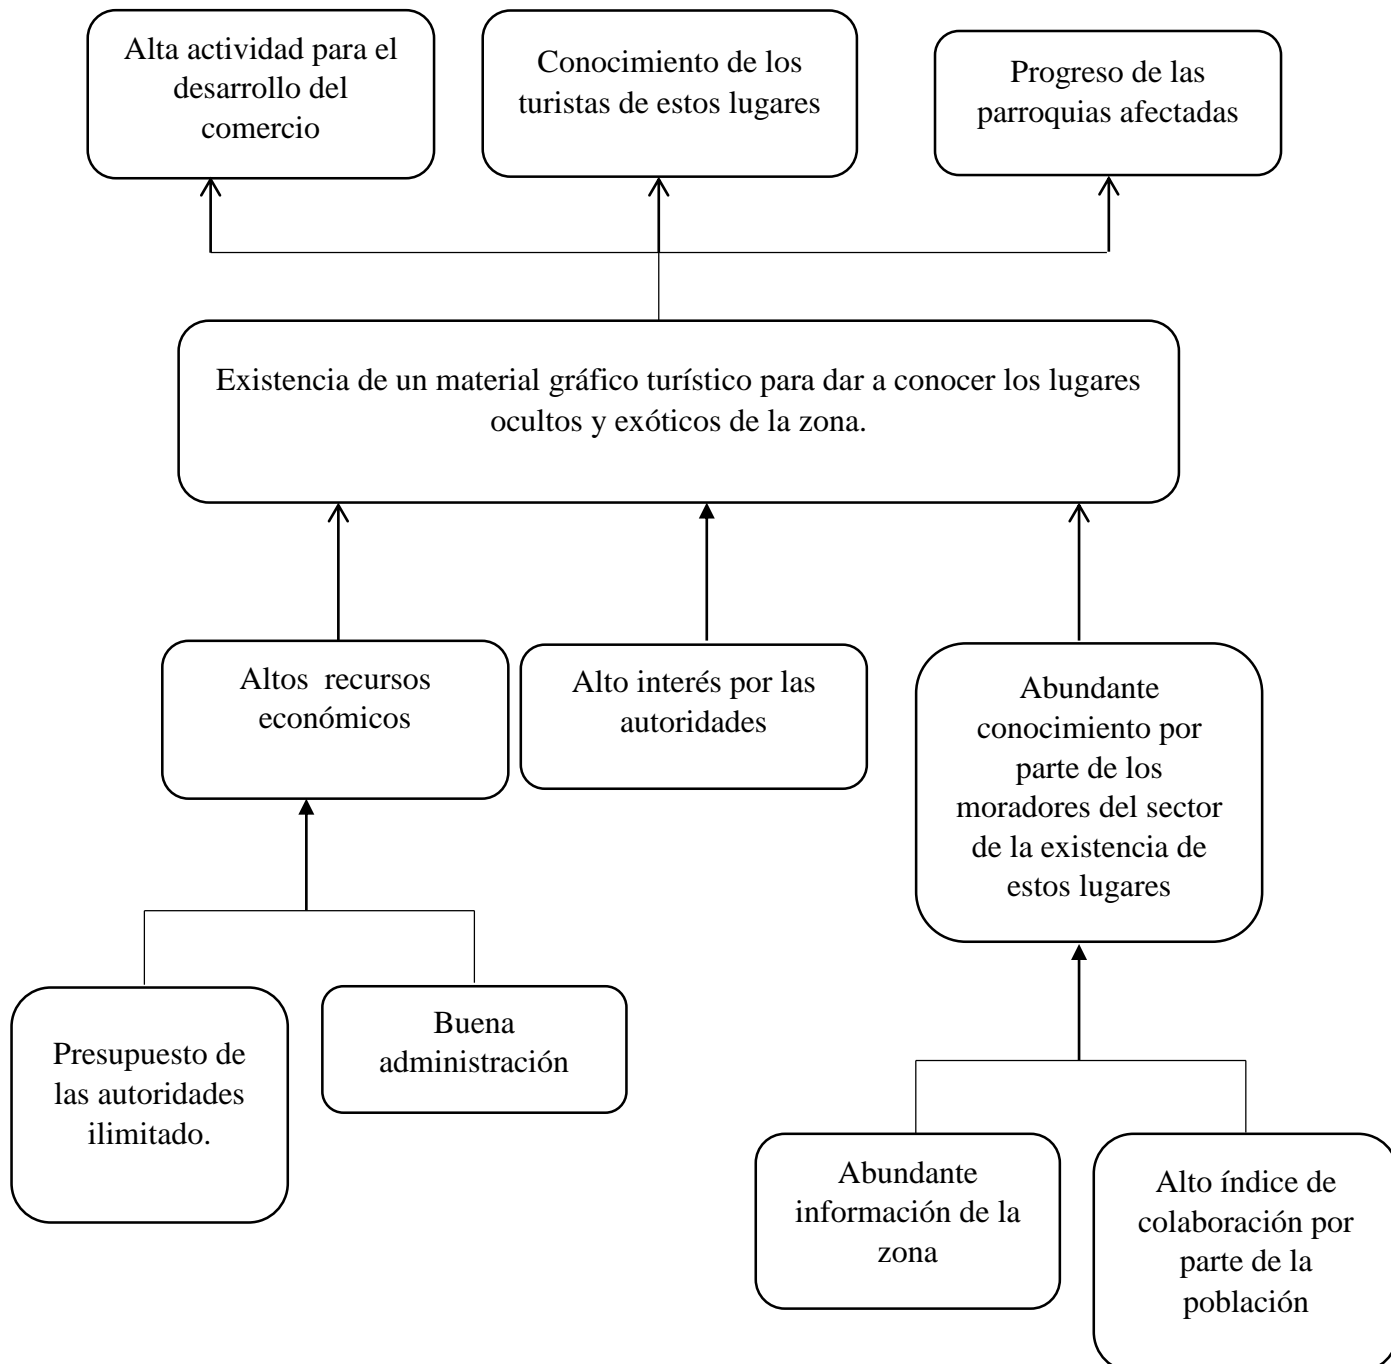 Alta actividad para el
desarrollo del
comercio
Conocimiento de los
turistas de estos lugares
Progreso de las
parroquias afectadas
Existencia de un material gráfico turístico para dar a conocer los lugares
ocultos y exóticos de la zona.
Altos  recursos
económicos
Alto interés por las
autoridades
Abundante
conocimiento por
parte de los
moradores del sector
de la existencia de
estos lugares
Presupuesto de
las autoridades
ilimitado.
Buena
administración
Abundante
información de la
zona
Alto índice de
colaboración por
parte de la
población